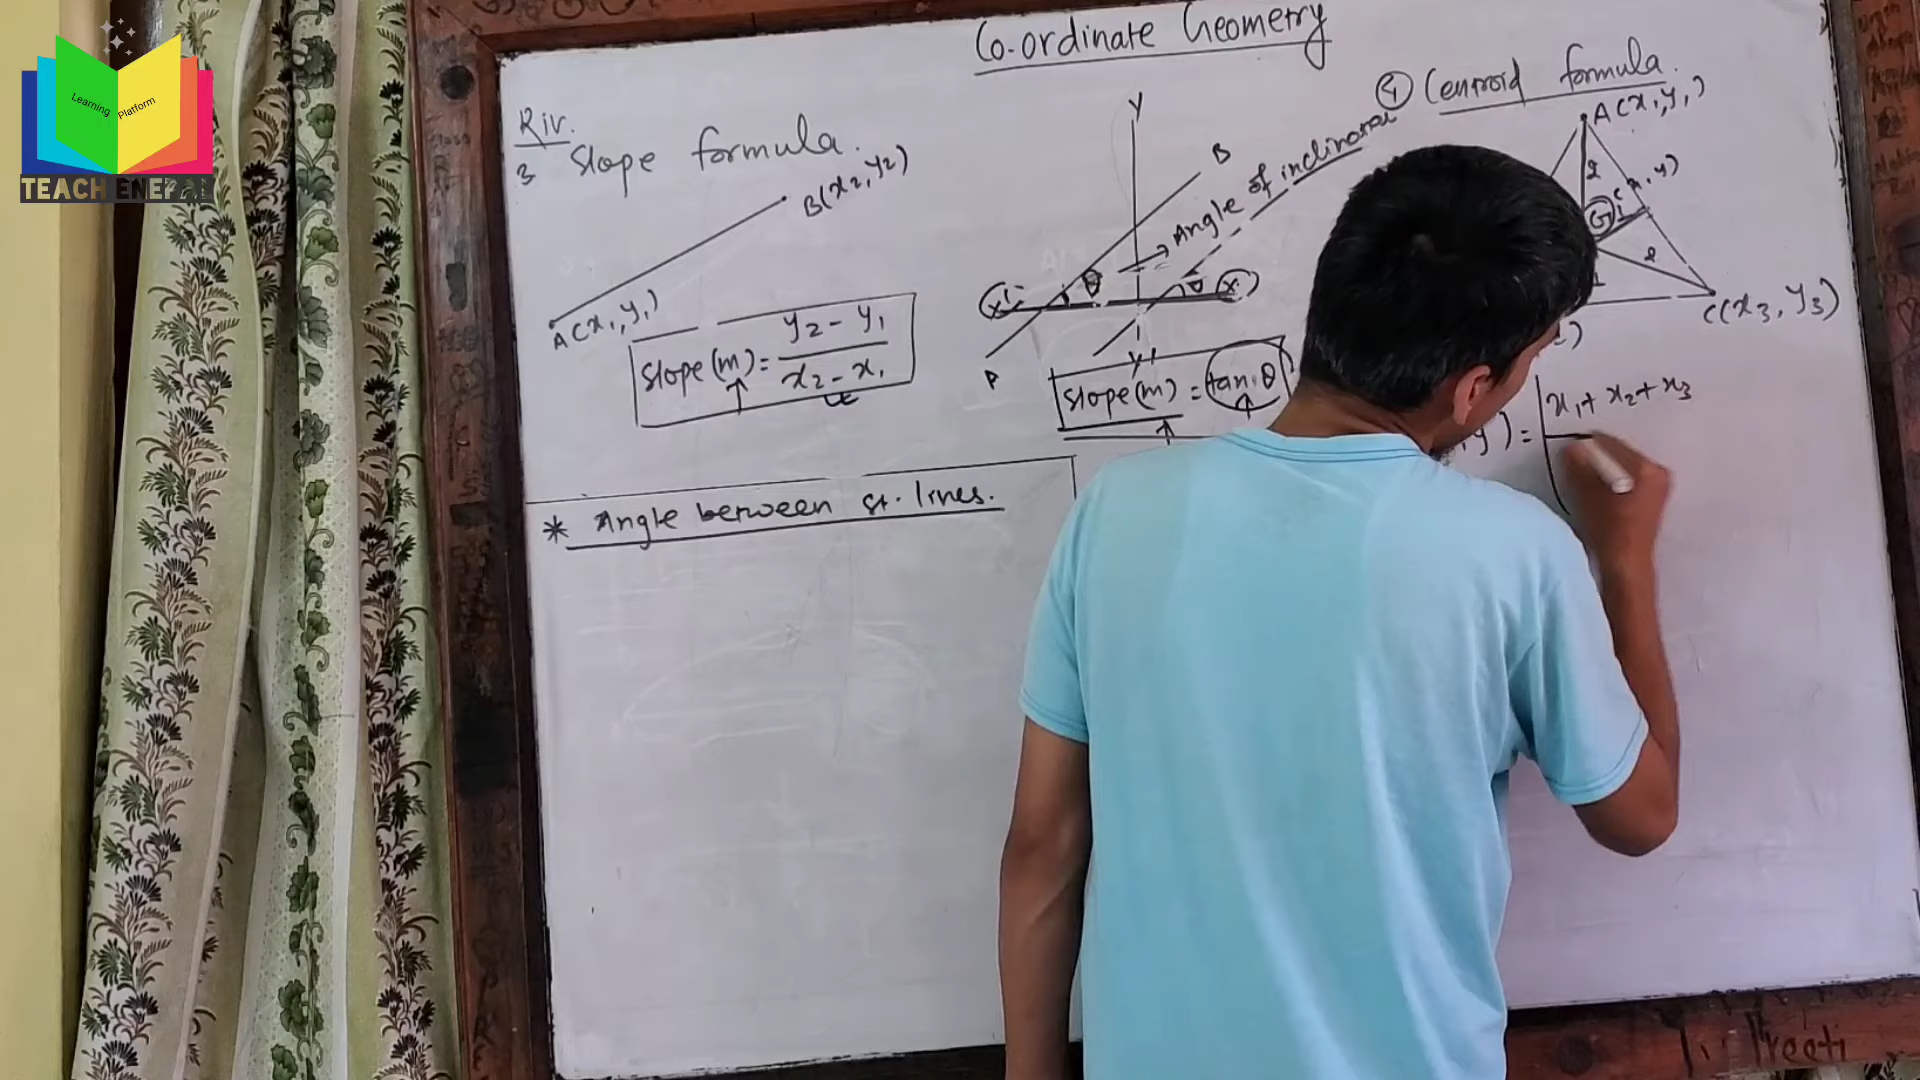 Learning Platform
TEACH ENEPAL
Co-ordinate Geometry
Riv.
3 Slope formula.
B(x2, y2)
A(x1, y1)
Slope(m) = y2 - y1 / x2 - x1
* Angle between st. lines.
y
B
Angle of
θ
θ
x'
x
y'
P
Slope(m) = tan θ
4 Centroid formula.
A(x1, y1)
2
G
(x, y)
2
C(x3, y3)
, y) = x1 + x2 + x3